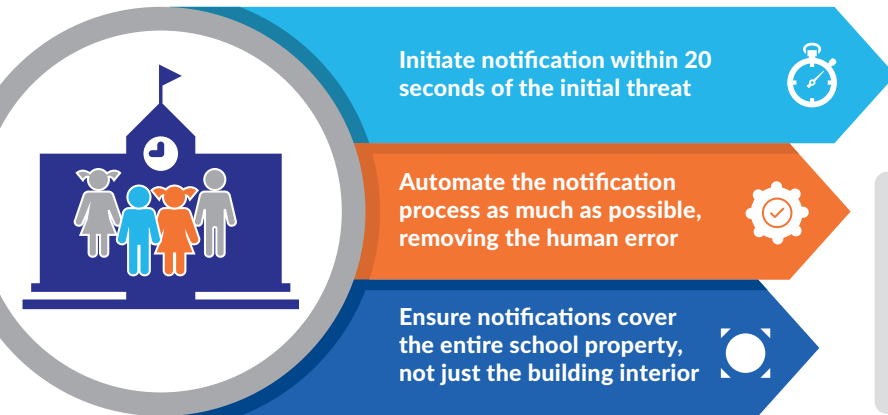 Initiate notification within 20
seconds of the initial threat
Automate the notification
process as much as possible,
removing the human error
Ensure notifications cover
the entire school property,
not just the building interior